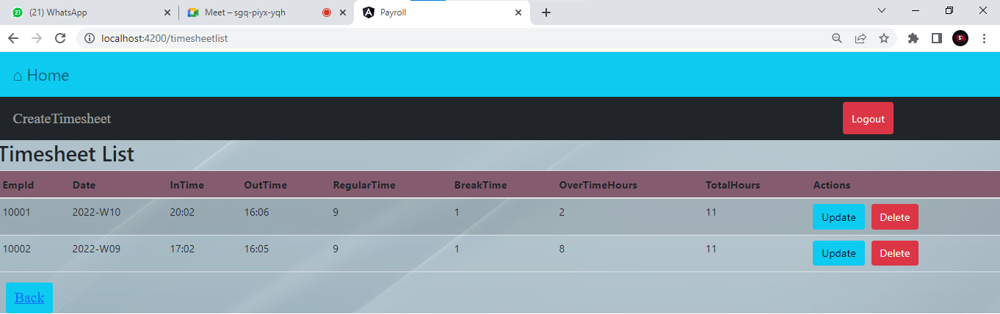 (21) WhatsApp
Meet – sgq-piyx-yqh
Payroll
localhost:4200/timesheetlist
Home
CreateTimesheet Logout
Timesheet List
EmpId Date InTime OutTime RegularTime BreakTime OverTimeHours TotalHours Actions
10001 2022-W10 20:02 16:06 9 1 2 11 Update Delete
10002 2022-W09 17:02 16:05 9 1 8 11 Update Delete
Back